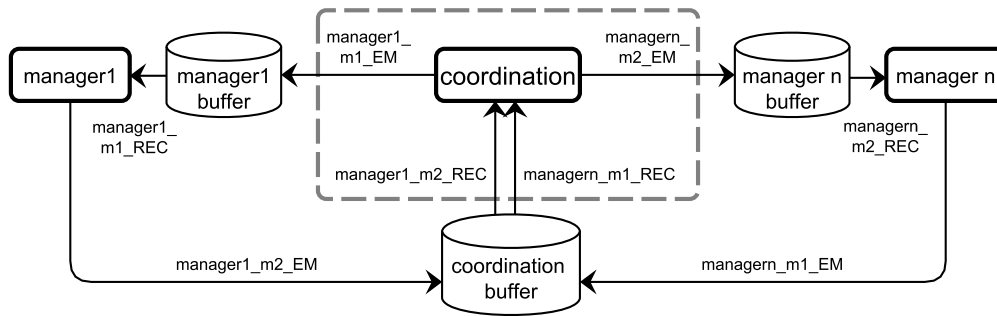 manager1_
m1_EM
managern_
m2_EM
manager1
manager1
buffer
coordination
manager n
buffer
manager n
manager1_
m1_REC
managern_
m2_REC
manager1_m2_REC
managern_m1_REC
manager1_m2_EM
coordination
buffer
managern_m1_EM